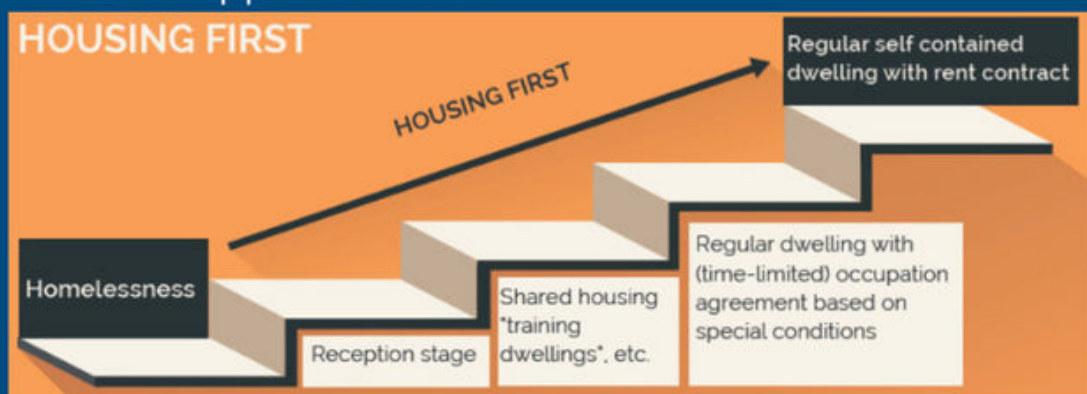 HOUSING FIRST
Regular self contained
dwelling with rent contract
HOUSING FIRST
Homelessness
Reception stage
Shared housing
"training
dwellings", etc.
Regular dwelling with
(time-limited) occupation
agreement based on
special conditions